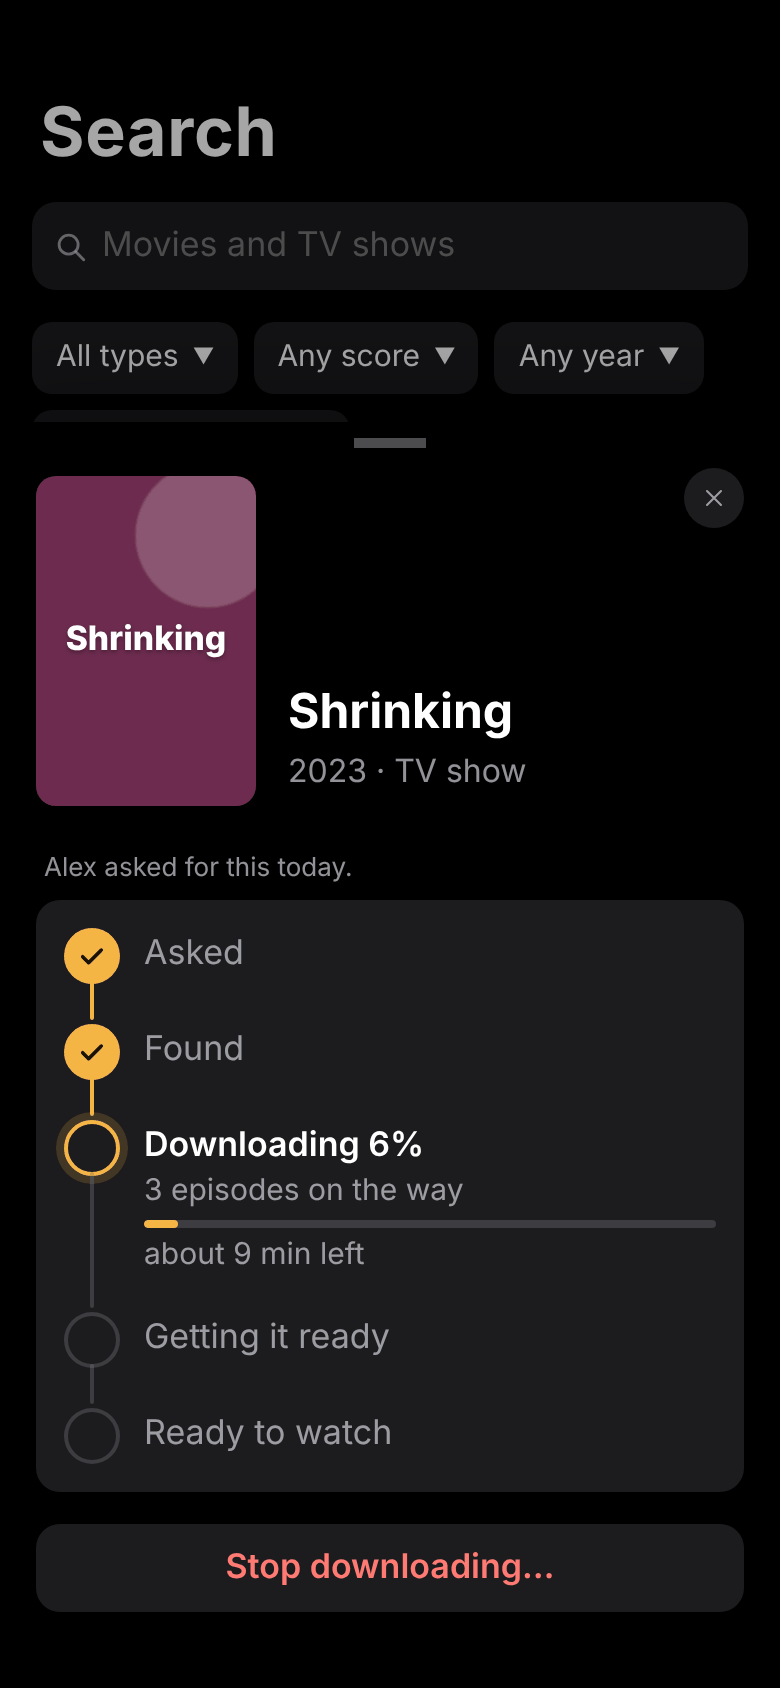 Search
Movies and TV shows
All types ▼
Any score ▼
Any year ▼
Shrinking
Shrinking
2023 · TV show
Alex asked for this today.
Asked
Found
Downloading 6%
3 episodes on the way
about 9 min left
Getting it ready
Ready to watch
Stop downloading...